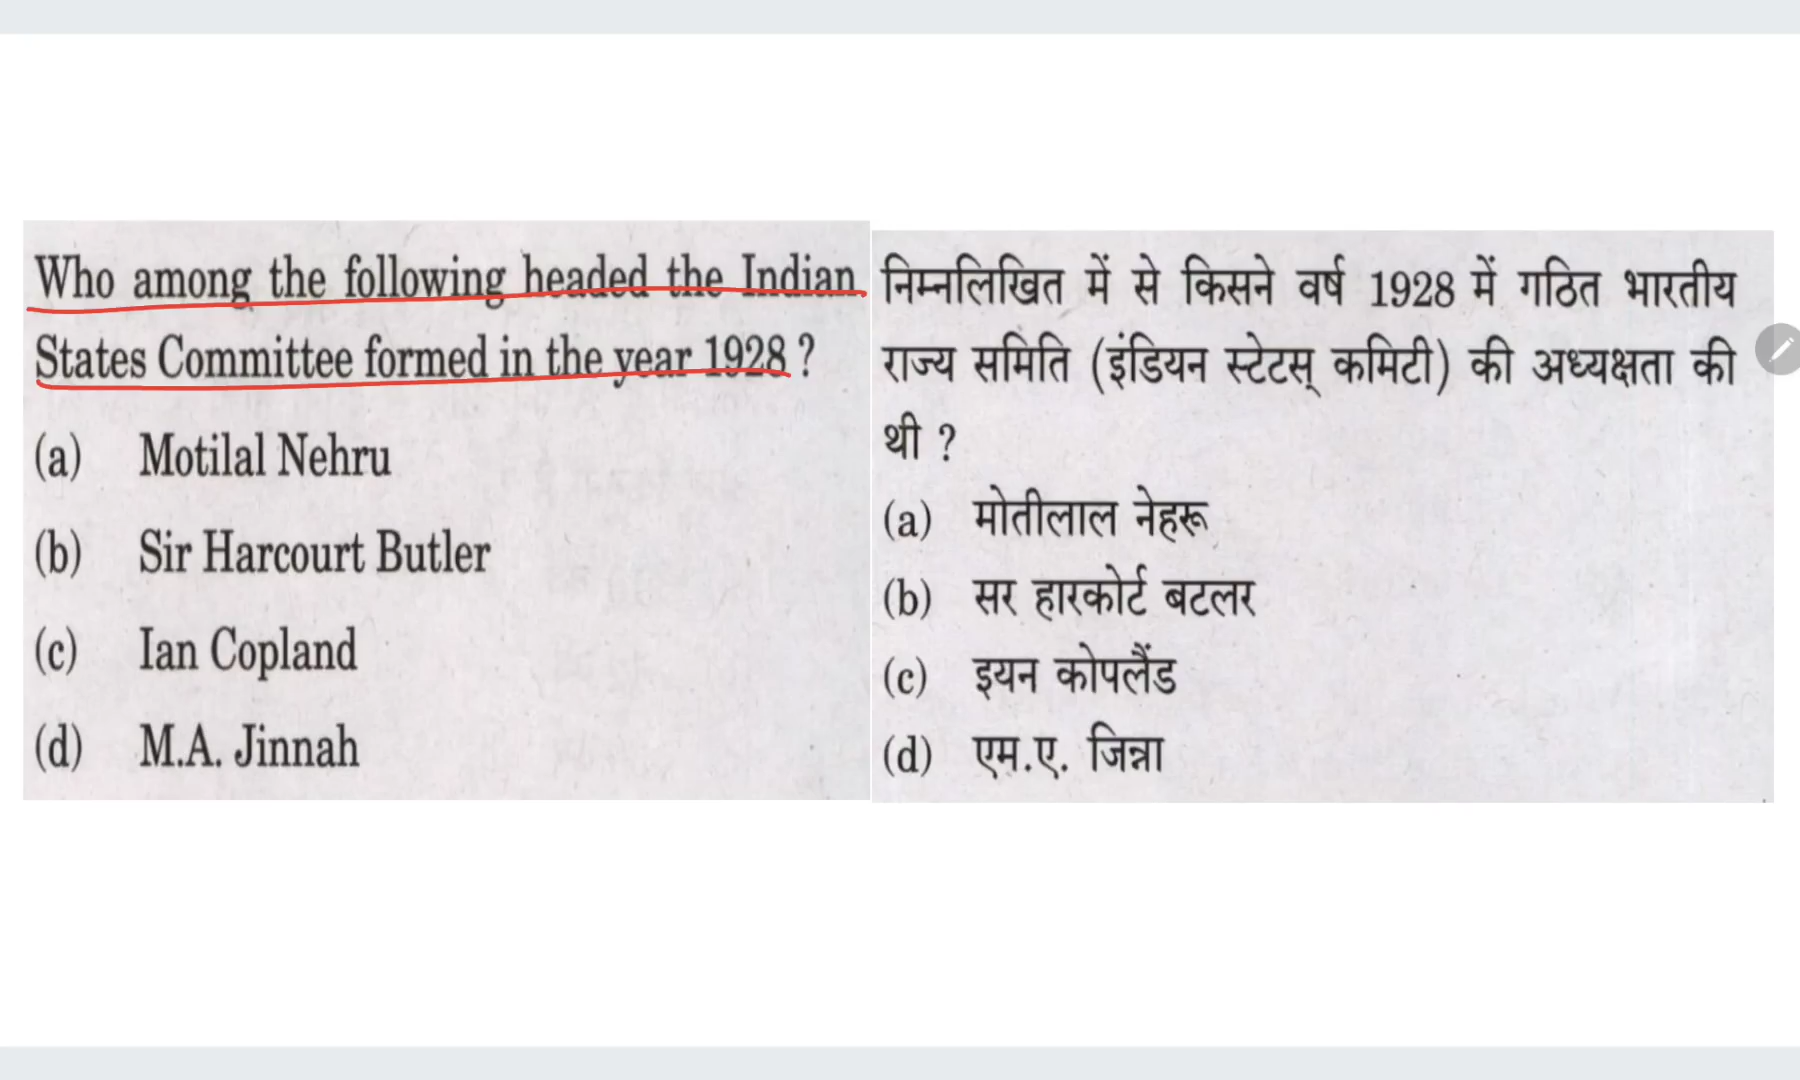 Who among the following headed the Indian
States Committee formed in the year 1928 ?
(a) Motilal Nehru
(b) Sir Harcourt Butler
(c) Ian Copland
(d) M.A. Jinnah
निम्नलिखित में से किसने वर्ष 1928 में गठित भारतीय
राज्य समिति (इंडियन स्टेटस् कमिटी) की अध्यक्षता की
थी ?
(a) मोतीलाल नेहरू
(b) सर हारकोर्ट बटलर
(c) इयन कोपलैंड
(d) एम.ए. जिन्ना